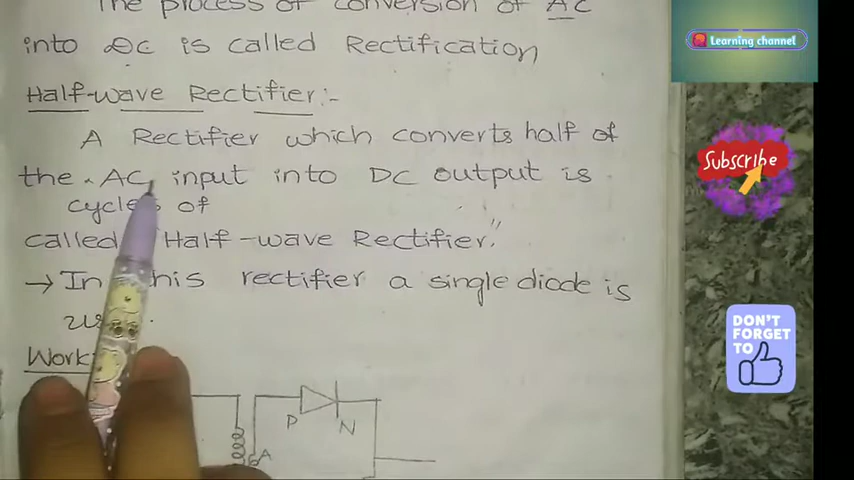 The process of conversion of AC
into Dc is called Rectification
Half-wave Rectifier:-
A Rectifier which converts half of
the AC input into DC output is
cycles of
called Half-wave Rectifier."
→ In this rectifier a single diode is
Work
P N
A
Learning channel
Subscribe
DON'T
FORGET
TO